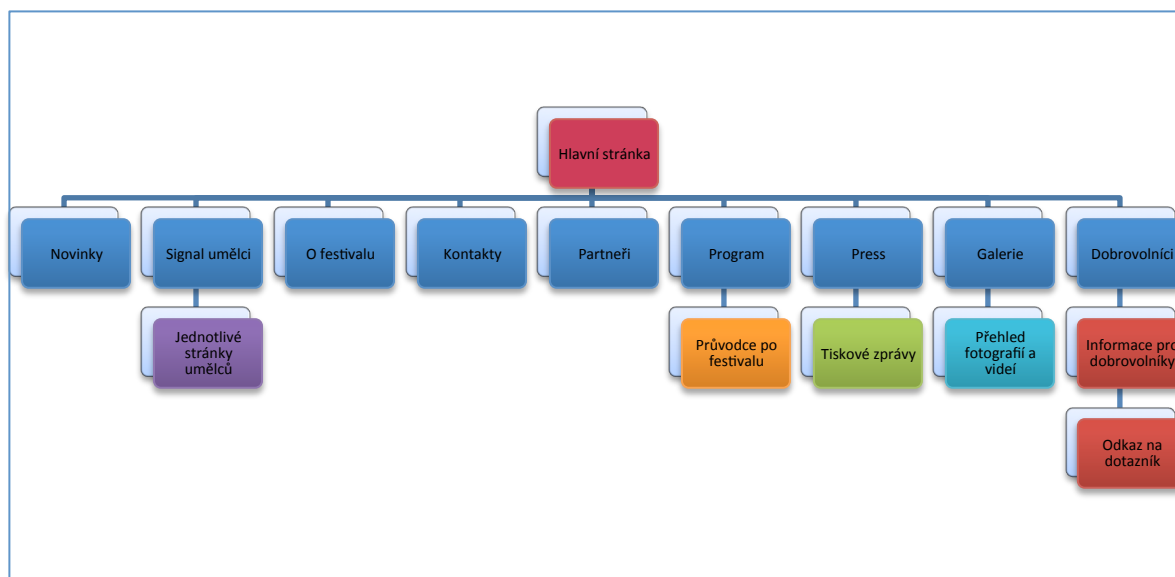 Hlavní stránka
Novinky
Signal umělci
O festivalu
Kontakty
Partneři
Program
Press
Galerie
Dobrovolníci
Jednotlivé
stránky
umělců
Průvodce po
festivalu
Tiskové zprávy
Přehled
fotografií a
videí
Informace pro
dobrovolníky
Odkaz na
dotazník